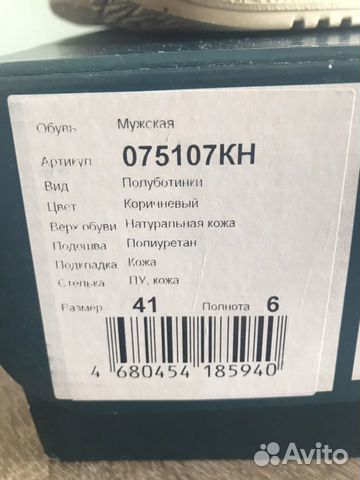 Обувь Мужская
Артикул 075107КН
Вид Полуботинки
Цвет Коричневый
Верх обуви Натуральная кожа
Подошва Полиуретан
Подкладка Кожа
Стелька ПУ, кожа
Размер 41 Полнота 6
4 680454 185940
Avito